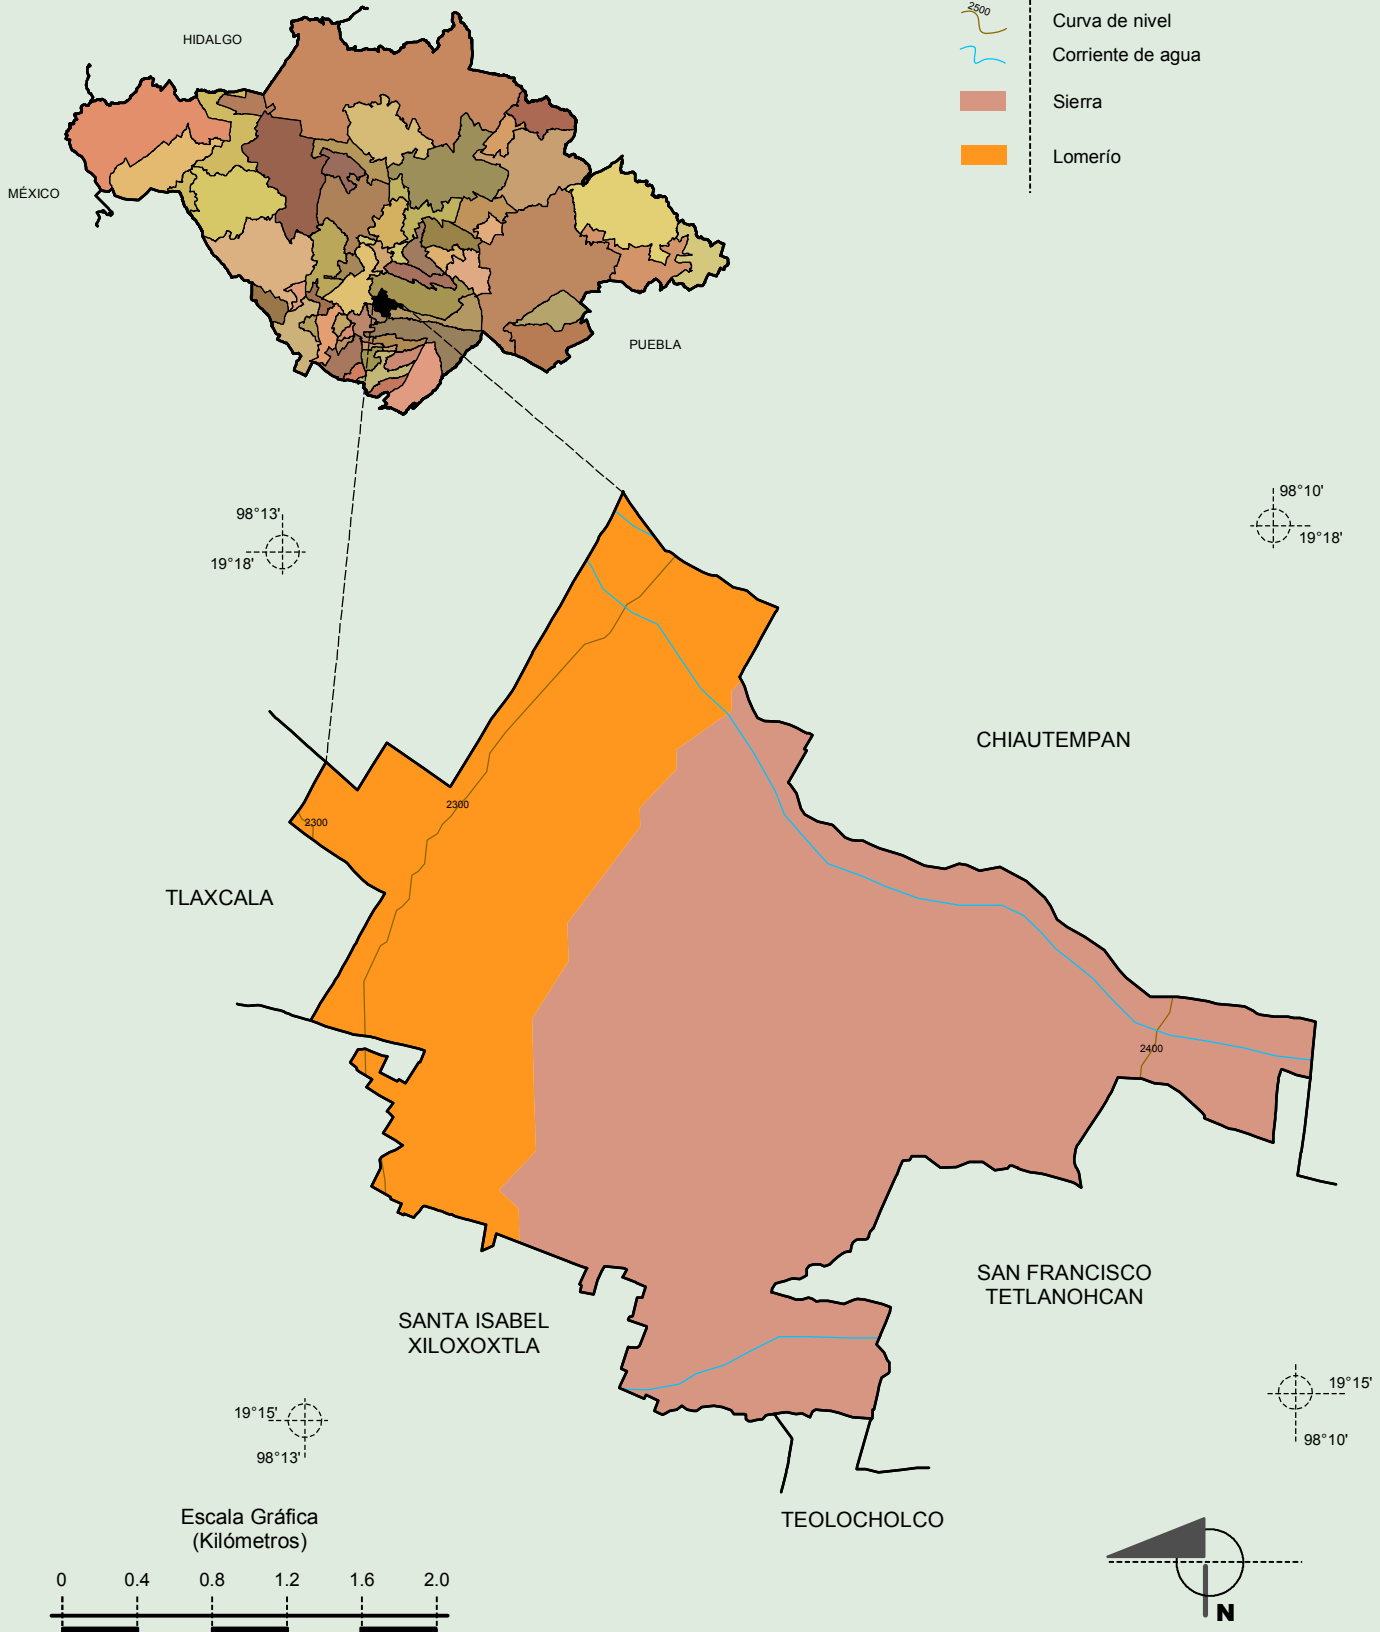 2500
Curva de nivel
HIDALGO
Corriente de agua
Sierra
Lomerío
MÉXICO
PUEBLA
98°13'
19°18'
98°10'
19°18'
CHIAUTEMPAN
2300
2300
TLAXCALA
2400
SAN FRANCISCO
TETLANOHCAN
SANTA ISABEL
XILOXOXTLA
19°15'
98°13'
19°15'
98°10'
Escala Gráfica
(Kilómetros)
TEOLOCHOLCO
0 0.4 0.8 1.2 1.6 2.0
N